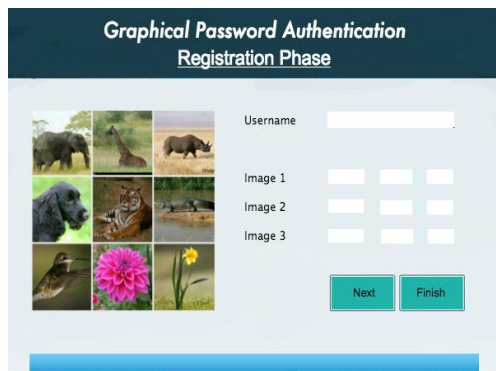 Graphical Password Authentication
Registration Phase
Username
Image 1
Image 2
Image 3
Next
Finish